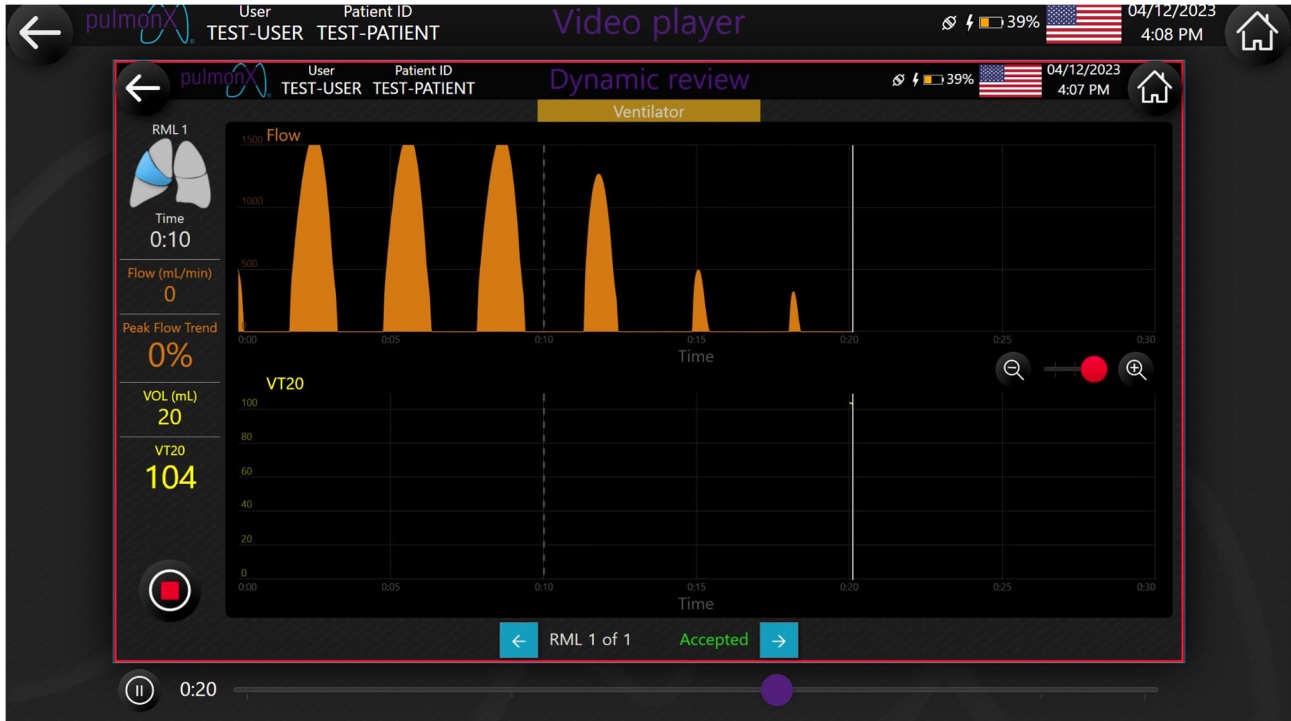 pulmonX
User
TEST-USER
Patient ID
TEST-PATIENT
Video player
39%
04/12/2023
4:08 PM
pulmonX
User
TEST-USER
Patient ID
TEST-PATIENT
Dynamic review
39%
04/12/2023
4:07 PM
Ventilator
RML 1
Time
0:10
Flow (mL/min)
0
Peak Flow Trend
0%
VOL (mL)
20
VT20
104
Flow
1500
1000
500
0
0:00 0:05 0:10 0:15 0:20 0:25 0:30
Time
VT20
100
80
60
40
20
0
0:00 0:05 0:10 0:15 0:20 0:25 0:30
Time
RML 1 of 1 Accepted
0:20